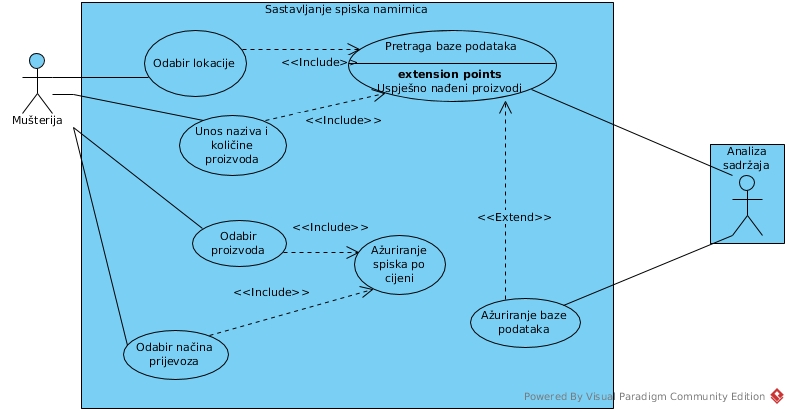 Sastavljanje spiska namirnica
Mušterija
Odabir lokacije
<<Include>>
Pretraga baze podataka
extension points
Uspješno nađeni proizvodi
Unos naziva i
količine
proizvoda
<<Include>>
Analiza
sadržaja
Odabir
proizvoda
<<Include>>
<<Extend>>
Ažuriranje
spiska po
cijeni
<<Include>>
Odabir načina
prijevoza
Ažuriranje baze
podataka
Powered By Visual Paradigm Community Edition